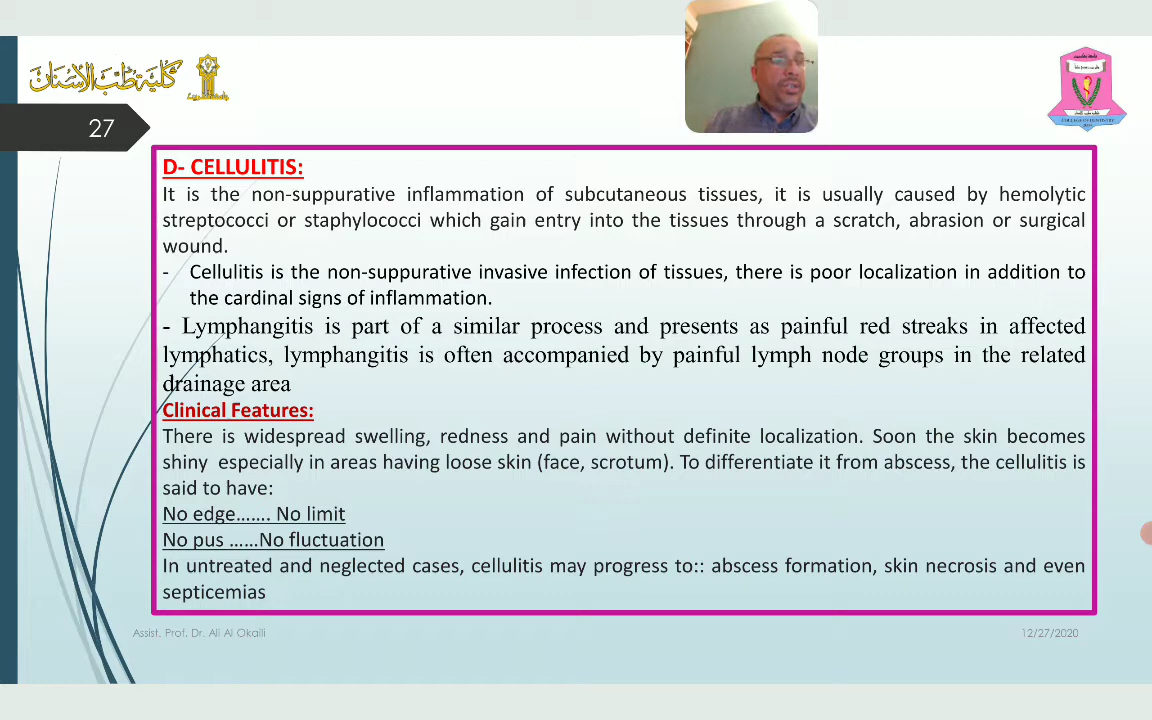 كلية طب الأسنان
27
COLLEGE OF DENTISTRY
D- CELLULITIS:
It is the non-suppurative inflammation of subcutaneous tissues, it is usually caused by hemolytic
streptococci or staphylococci which gain entry into the tissues through a scratch, abrasion or surgical
wound.
- Cellulitis is the non-suppurative invasive infection of tissues, there is poor localization in addition to
the cardinal signs of inflammation.
- Lymphangitis is part of a similar process and presents as painful red streaks in affected
lymphatics, lymphangitis is often accompanied by painful lymph node groups in the related
drainage area
Clinical Features:
There is widespread swelling, redness and pain without definite localization. Soon the skin becomes
shiny especially in areas having loose skin (face, scrotum). To differentiate it from abscess, the cellulitis is
said to have:
No edge……. No limit
No pus ……No fluctuation
In untreated and neglected cases, cellulitis may progress to:: abscess formation, skin necrosis and even
septicemias
Assist. Prof. Dr. Ali Al Okaili
12/27/2020